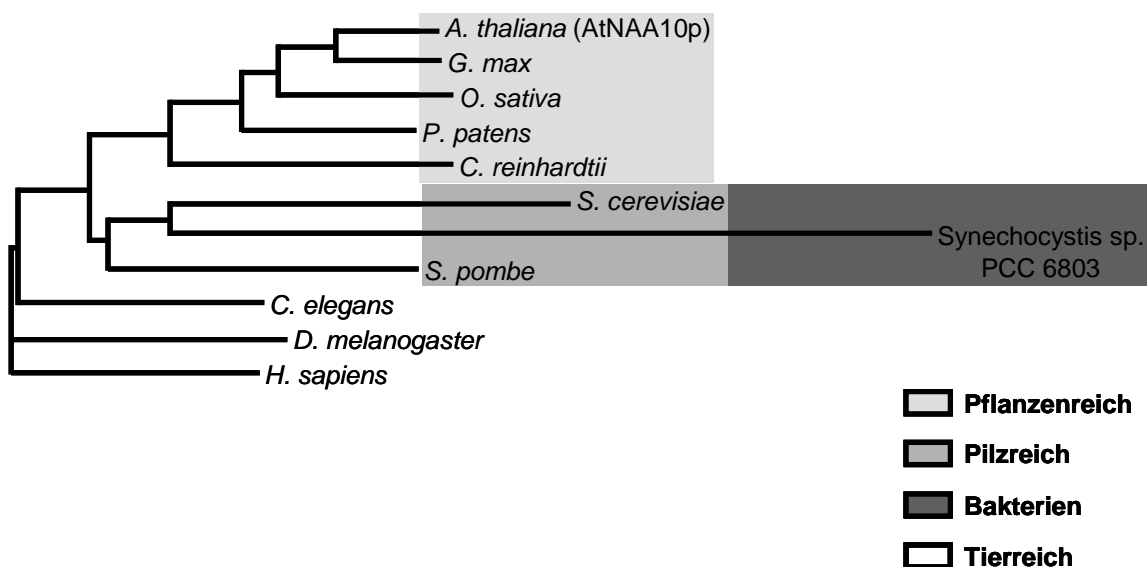 A. thaliana (AtNAA10p)
G. max
O. sativa
P. patens
C. reinhardtii
S. cerevisiae
Synechocystis sp.
PCC 6803
S. pombe
C. elegans
D. melanogaster
H. sapiens
Pflanzenreich
Pilzreich
Bakterien
Tierreich